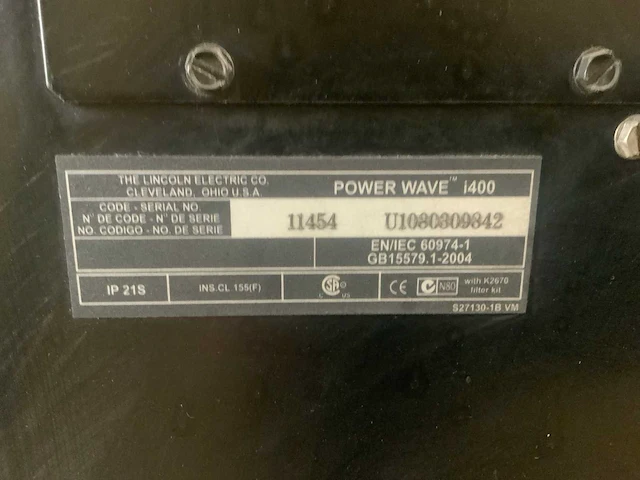 THE LINCOLN ELECTRIC CO.
CLEVELAND, OHIO U.S.A.
POWER WAVE™ i400
CODE - SERIAL NO.
N° DE CODE - N° DE SERIE
NO. CODIGO - NO. DE SERIE
11454 U1080309342
EN/IEC 60974-1
GB15579.1-2004
IP 21S
INS.CL 155(F)
C US
CE N80 with K2670
filter kit
S27130-1B VM